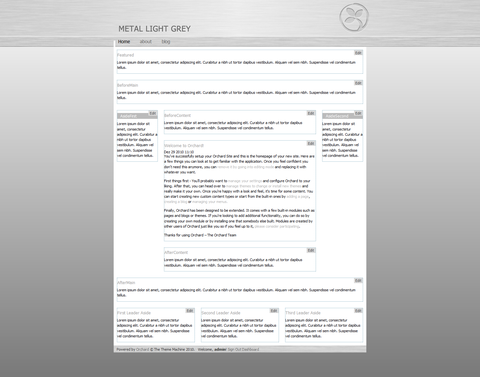 METAL LIGHT GREY
Home about blog
Edit
Featured
Lorem ipsum dolor sit amet, consectetur adipiscing elit. Curabitur a nibh ut tortor dapibus vestibulum. Aliquam vel sem nibh. Suspendisse vel condimentum
tellus.
Edit
BeforeMain
Lorem ipsum dolor sit amet, consectetur adipiscing elit. Curabitur a nibh ut tortor dapibus vestibulum. Aliquam vel sem nibh. Suspendisse vel condimentum
tellus.
Edit
Lorem ipsum dolor sit
amet, consectetur
adipiscing elit. Curabitur a
nibh ut tortor dapibus
vestibulum. Aliquam vel
sem nibh. Suspendisse vel
condimentum tellus.
Edit
BeforeContent
Lorem ipsum dolor sit amet, consectetur adipiscing elit. Curabitur a nibh ut tortor dapibus
vestibulum. Aliquam vel sem nibh. Suspendisse vel condimentum tellus.
Edit
Welcome to Orchard!
Dec 29 2010 11:10
You've successfully setup your Orchard Site and this is the homepage of your new site. Here are
a few things you can look at to get familiar with the application. Once you feel confident you
don't need this anymore, you can remove it by going into editing mode and replacing it with
whatever you want.
First things first - You'll probably want to manage your settings and configure Orchard to your
liking. After that, you can head over to manage themes to change or install new themes and
really make it your own. Once you're happy with a look and feel, it's time for some content. You
can start creating new custom content types or start from the built-in ones by adding a page,
creating a blog or managing your menus.
Finally, Orchard has been designed to be extended. It comes with a few built-in modules such as
pages and blogs or themes. If you're looking to add additional functionality, you can do so by
creating your own module or by installing one that somebody else built. Modules are created by
other users of Orchard just like you so if you feel up to it, please consider participating.
Thanks for using Orchard - The Orchard Team
Edit
AfterContent
Lorem ipsum dolor sit amet, consectetur adipiscing elit. Curabitur a nibh ut tortor dapibus
vestibulum. Aliquam vel sem nibh. Suspendisse vel condimentum tellus.
Edit
Lorem ipsum dolor sit
amet, consectetur
adipiscing elit. Curabitur a
nibh ut tortor dapibus
vestibulum. Aliquam vel
sem nibh. Suspendisse vel
condimentum tellus.
Edit
AfterMain
Lorem ipsum dolor sit amet, consectetur adipiscing elit. Curabitur a nibh ut tortor dapibus vestibulum. Aliquam vel sem nibh. Suspendisse vel condimentum
tellus.
Edit
First Leader Aside
Lorem ipsum dolor sit amet, consectetur
adipiscing elit. Curabitur a nibh ut tortor dapibus
vestibulum. Aliquam vel sem nibh. Suspendisse
vel condimentum tellus.
Edit
Second Leader Aside
Lorem ipsum dolor sit amet, consectetur
adipiscing elit. Curabitur a nibh ut tortor dapibus
vestibulum. Aliquam vel sem nibh. Suspendisse
vel condimentum tellus.
Edit
Third Leader Aside
Lorem ipsum dolor sit amet, consectetur
adipiscing elit. Curabitur a nibh ut tortor dapibus
vestibulum. Aliquam vel sem nibh. Suspendisse
vel condimentum tellus.
Powered by Orchard © The Theme Machine 2010. Welcome, admin! Sign Out Dashboard